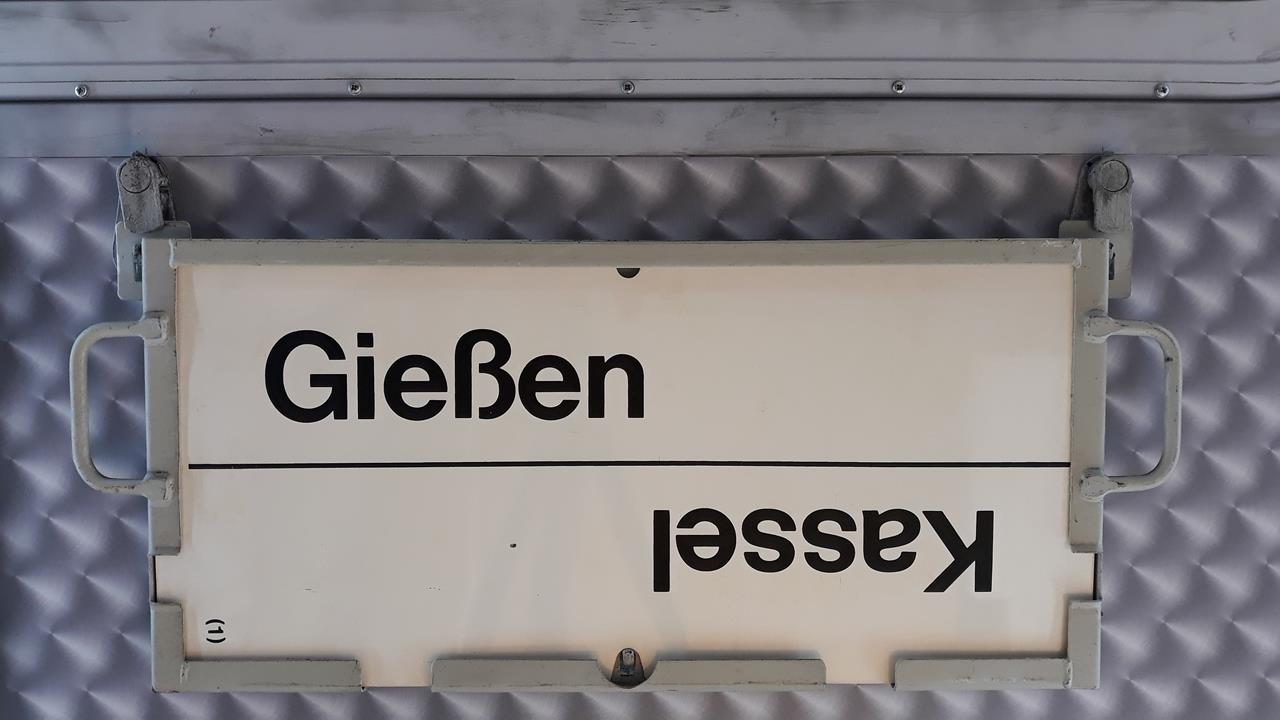 Gießen
Kassel
(1)